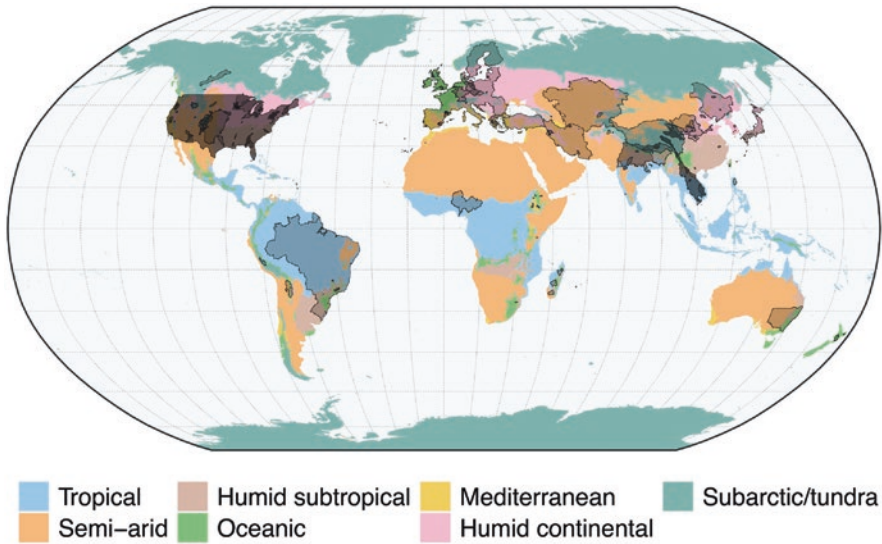 Tropical Humid subtropical Mediterranean Subarctic/tundra
Semi−arid Oceanic Humid continental